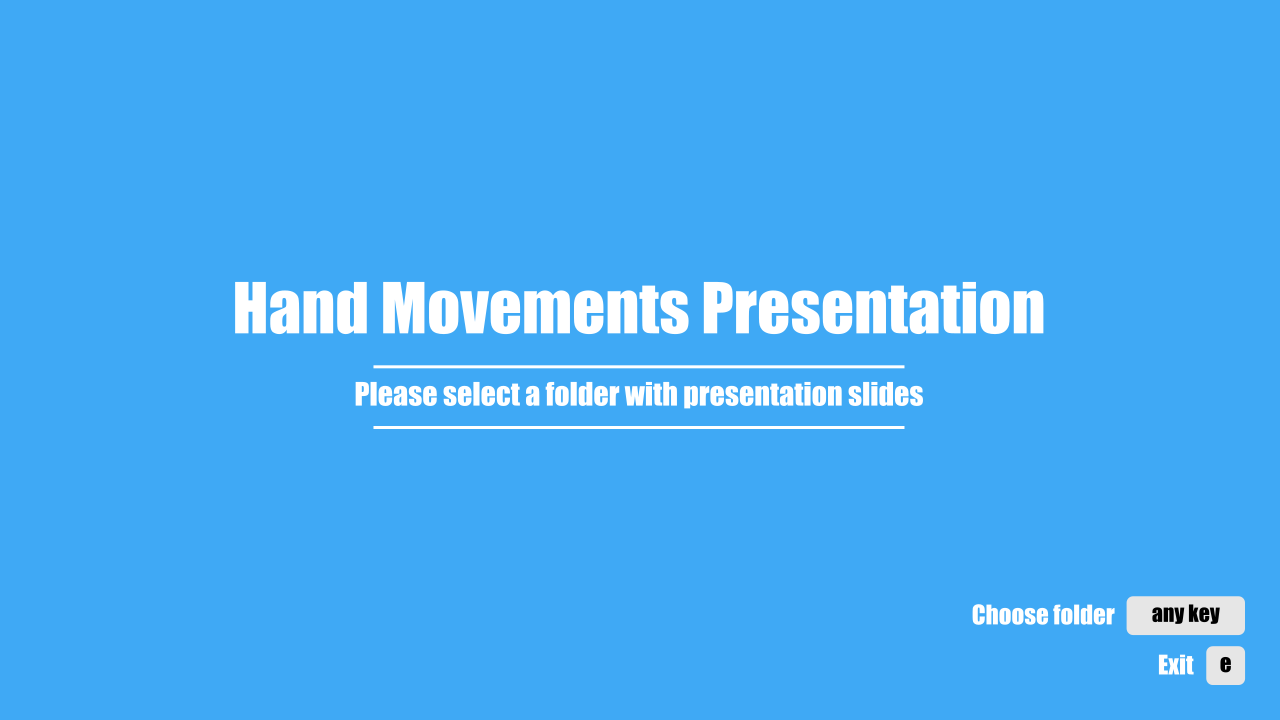 Hand Movements Presentation
Please select a folder with presentation slides
Choose folder any key
Exit e